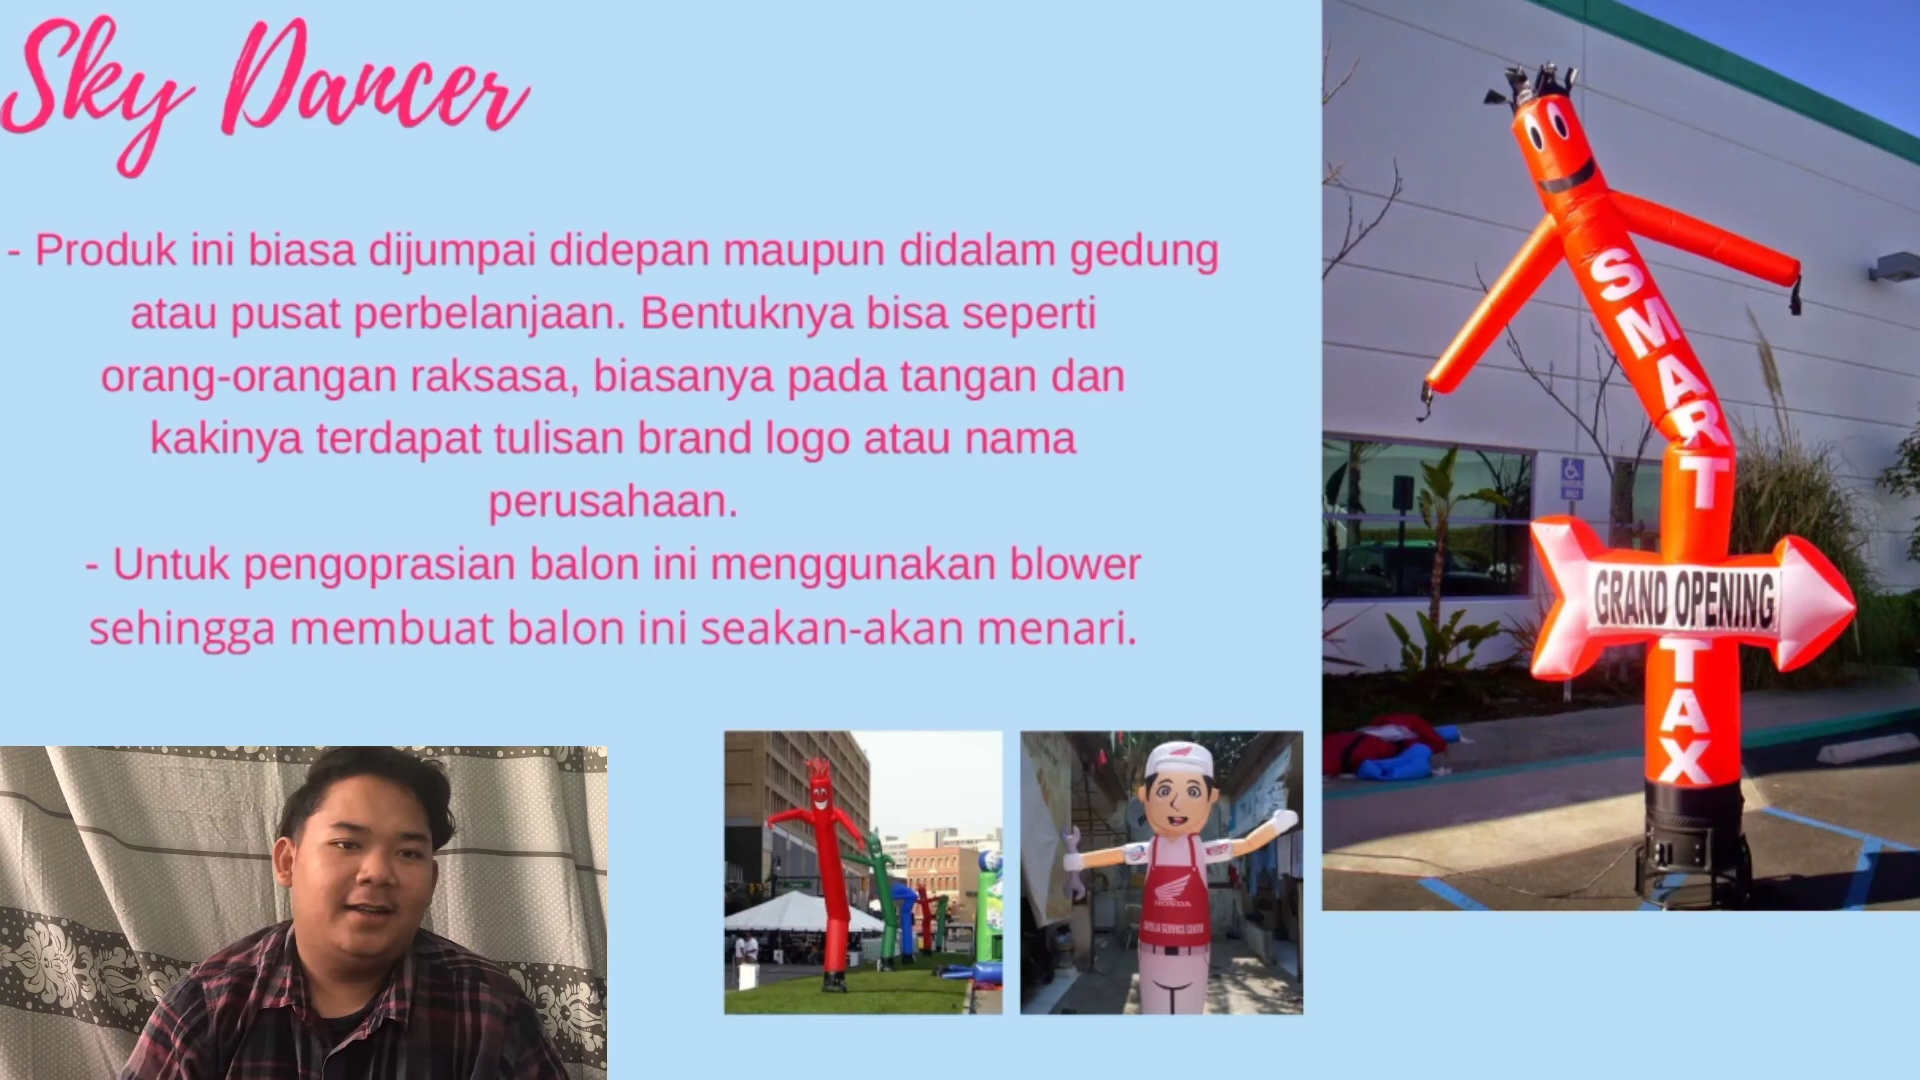 Sky Dancer
- Produk ini biasa dijumpai didepan maupun didalam gedung
atau pusat perbelanjaan. Bentuknya bisa seperti
orang-orangan raksasa, biasanya pada tangan dan
kakinya terdapat tulisan brand logo atau nama
perusahaan.
- Untuk pengoprasian balon ini menggunakan blower
sehingga membuat balon ini seakan-akan menari.
SMART
GRAND OPENING
TAX
HONDA
SERVICE CENTER